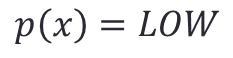 p(x) = LOW